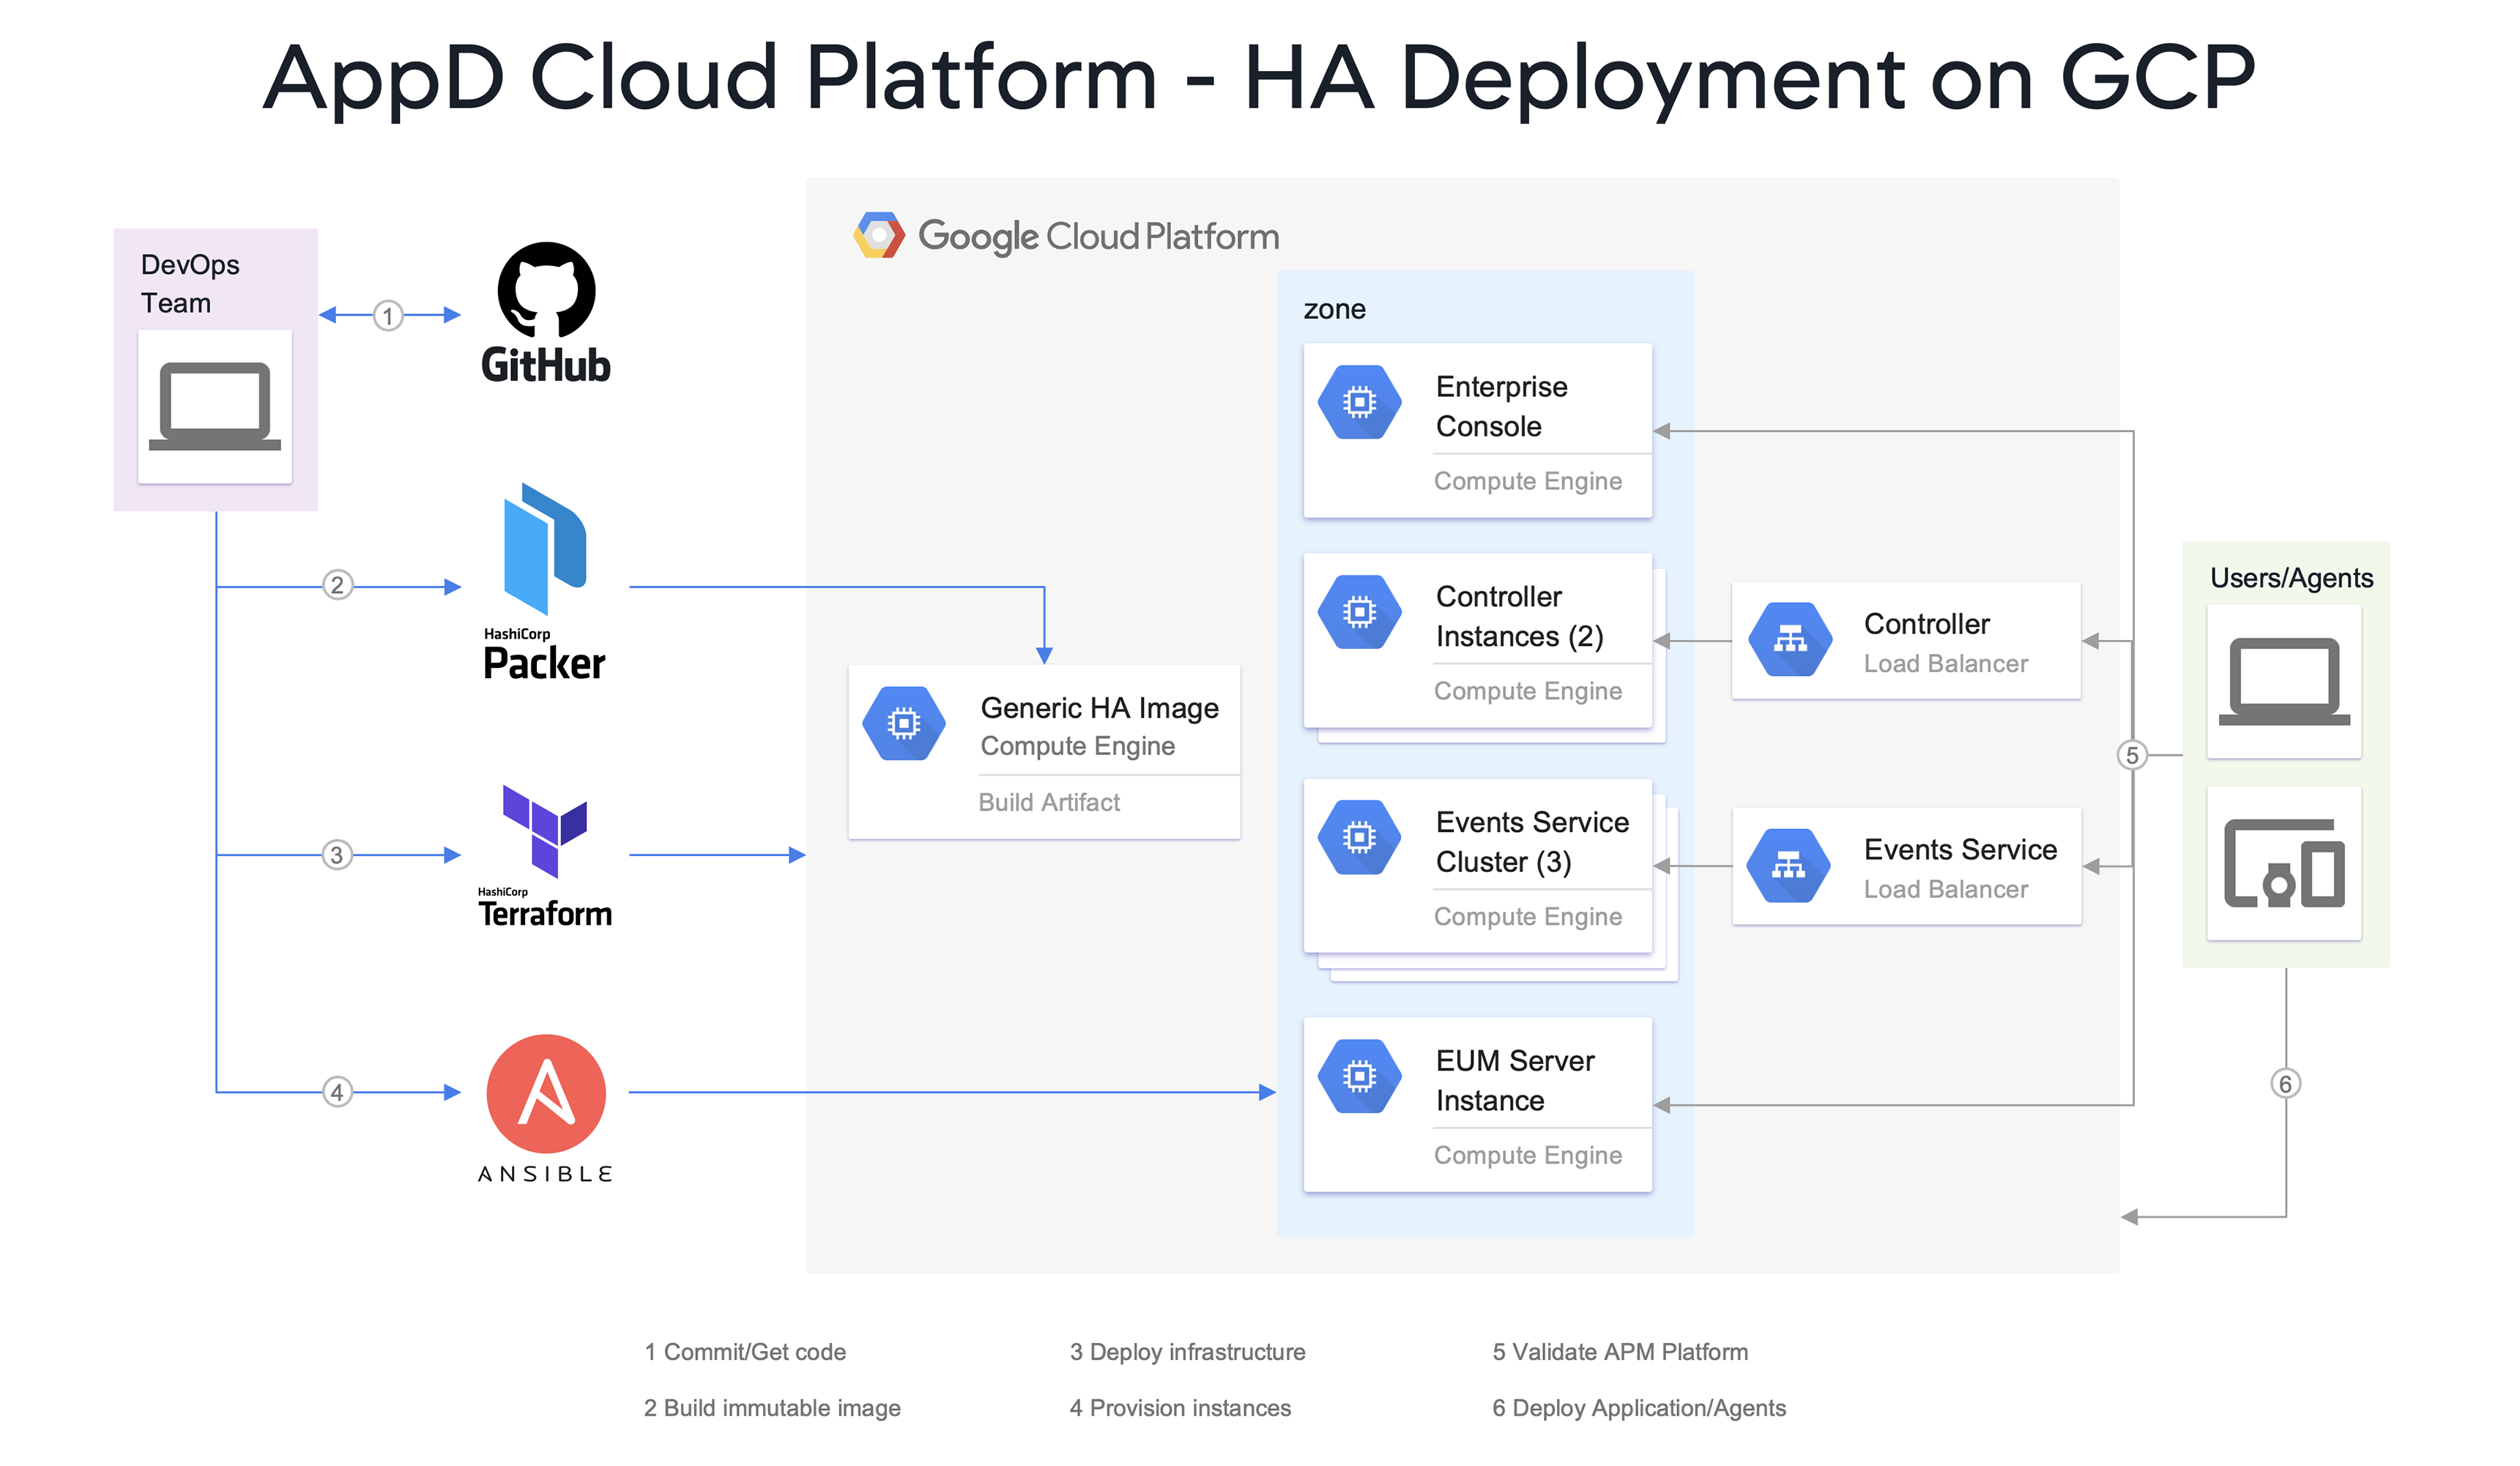 AppD Cloud Platform - HA Deployment on GCP
DevOps
Team
1
GitHub
2
HashiCorp
Packer
3
HashiCorp
Terraform
4
ANSIBLE
Google Cloud Platform
Generic HA Image
Compute Engine
Build Artifact
zone
Enterprise
Console
Compute Engine
Controller
Instances (2)
Compute Engine
Events Service
Cluster (3)
Compute Engine
EUM Server
Instance
Compute Engine
Controller
Load Balancer
Events Service
Load Balancer
5
Users/Agents
6
1 Commit/Get code
2 Build immutable image
3 Deploy infrastructure
4 Provision instances
5 Validate APM Platform
6 Deploy Application/Agents